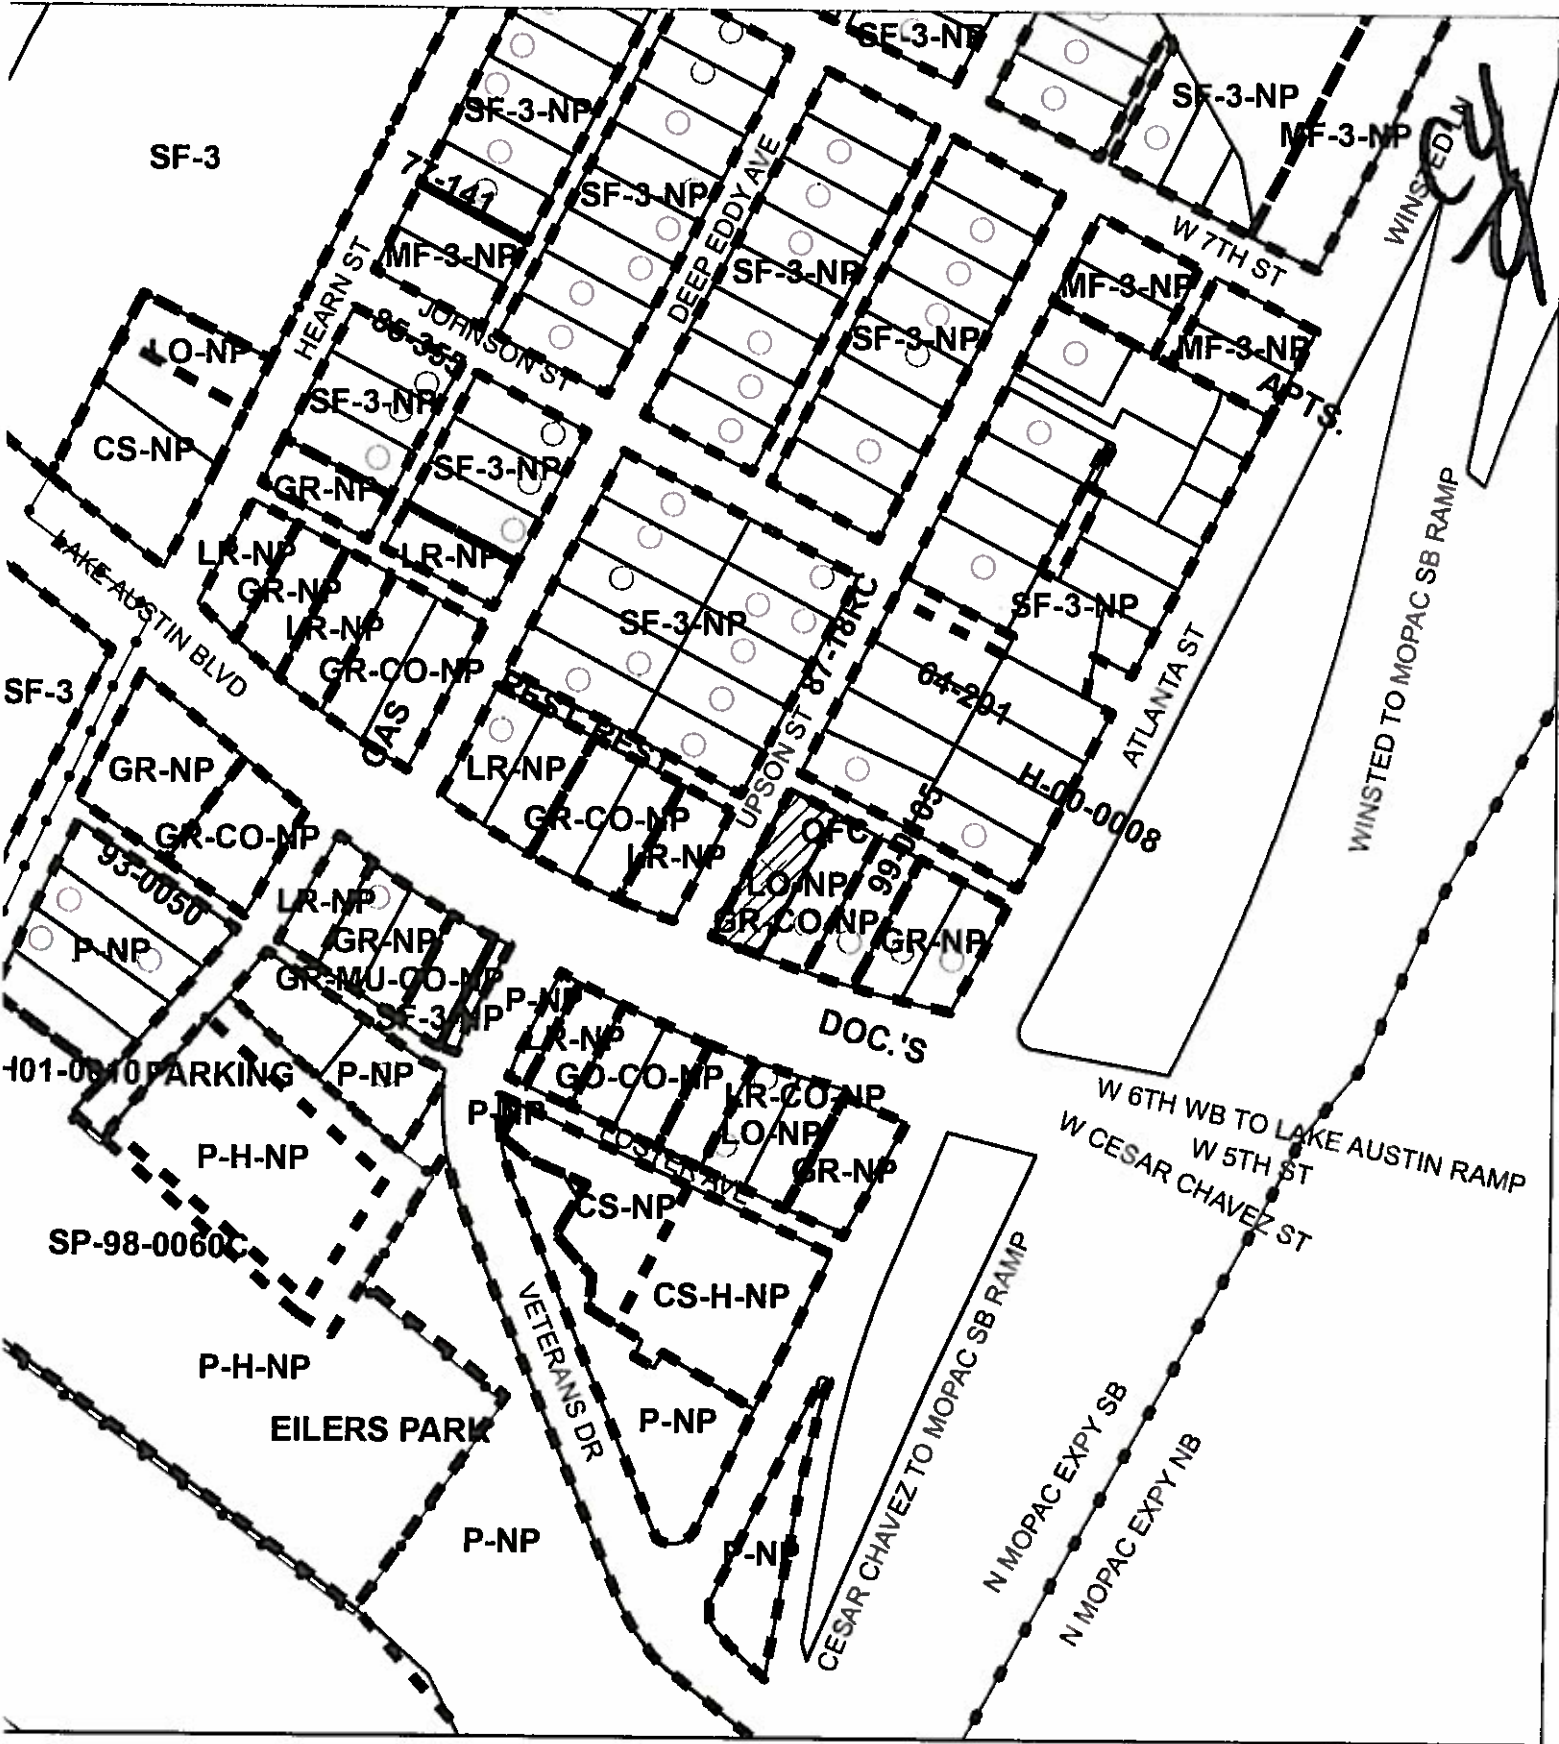 SF-3-NP
SF-3-NP
MF-3-NP
WINSTED LN
SF-3-NP
SF-3
77-141
SF-3-NP
DEEP EDDY AVE
MF-3-NP
HEARN ST
JOHNSON ST
SF-3-NP
SF-3-NP
W 7TH ST
MF-3-NP
MF-3-NP
APTS.
LO-NP
85-355
SF-3-NP
CS-NP
SF-3-NP
GR-NP
LR-NP
LR-NP
GR-NP
LR-NP
GR-CO-NP
GAS
LAKE AUSTIN BLVD
SF-3-NP
87-18RC
SF-3-NP
04-201
ATLANTA ST
WINSTED TO MOPAC SB RAMP
SF-3
REST
REST
LR-NP
GR-CO-NP
LR-NP
UPSON ST
H-00-0008
OFC
LO-NP
GR-CO-NP
GR-NP
DOC.'S
GR-NP
GR-CO-NP
93-0050
P-NP
LR-NP
GR-NP
GR-MU-CO-NP
SF-3-NP
P-NP
LR-NP
GO-CO-NP
LR-CO-NP
LO-NP
GR-NP
PARKING
P-NP
P-NP
P-H-NP
CS-NP
CS-H-NP
W 6TH WB TO LAKE AUSTIN RAMP
W 5TH ST
W CESAR CHAVEZ ST
SP-98-0060C
P-H-NP
EILERS PARK
VETERANS DR
P-NP
P-NP
P-NP
CESAR CHAVEZ TO MOPAC SB RAMP
N MOPAC EXPY SB
N MOPAC EXPY NB